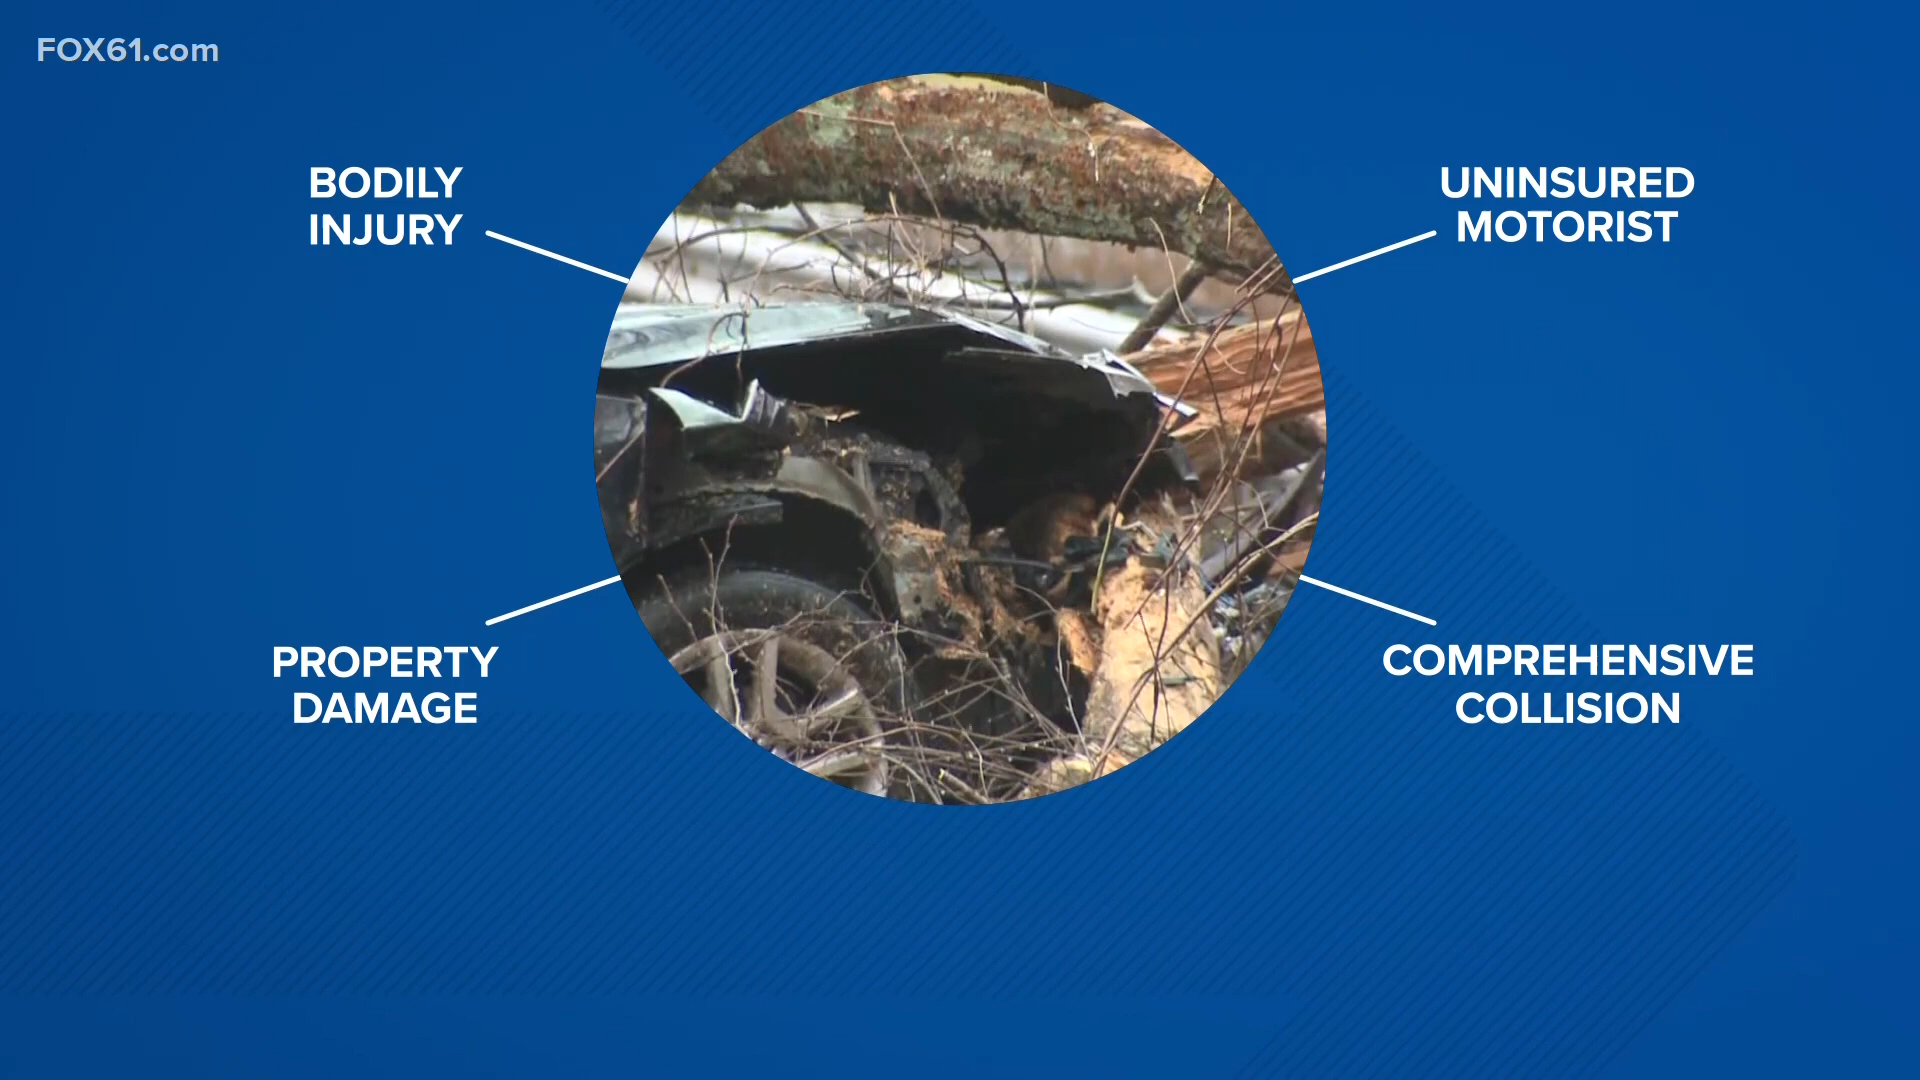 FOX61.com
BODILY
INJURY
UNINSURED
MOTORIST
PROPERTY
DAMAGE
COMPREHENSIVE
COLLISION